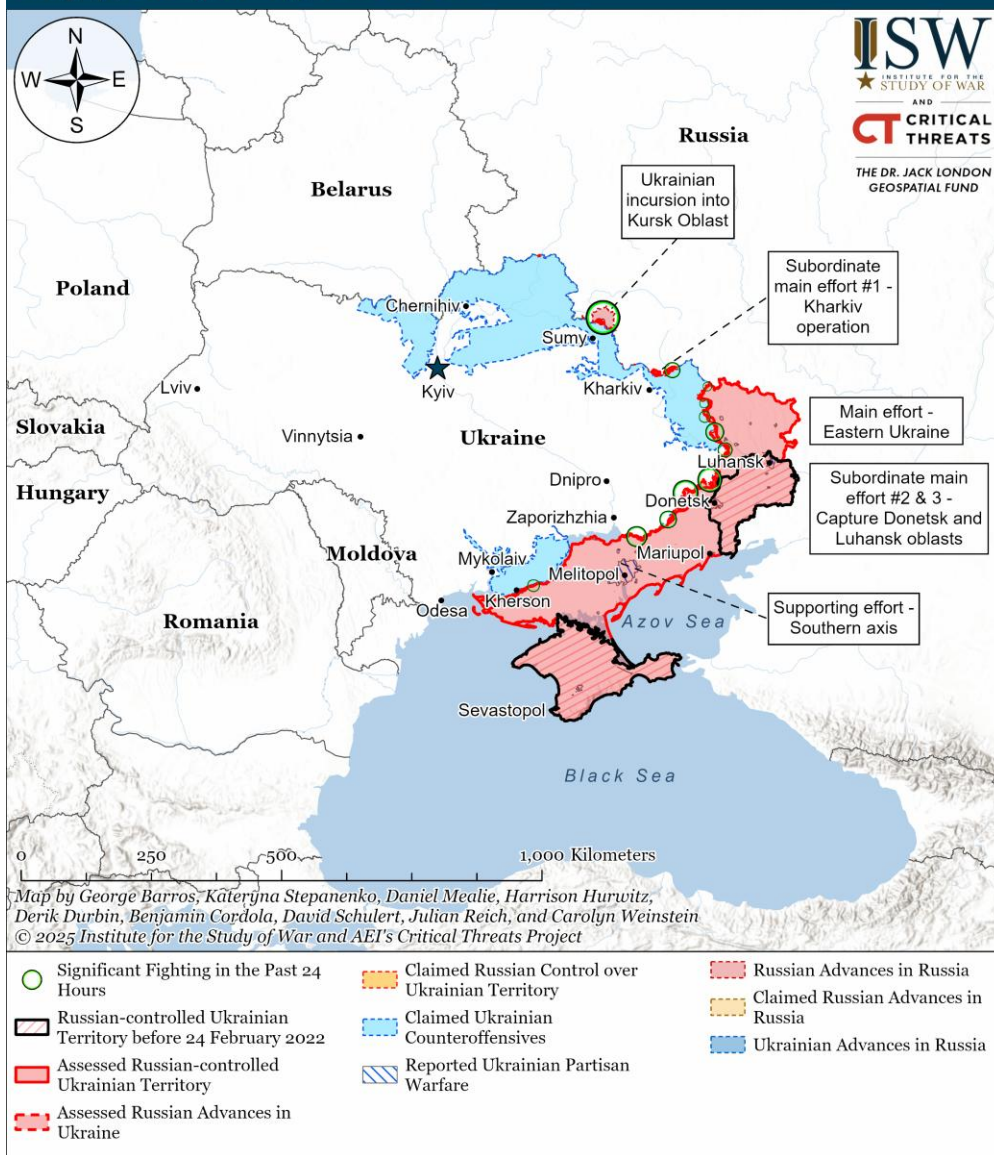 N
W
E
S
ISW
INSTITUTE FOR THE
STUDY OF WAR
AND
CT CRITICAL
THREATS
THE DR. JACK LONDON
GEOSPATIAL FUND
Russia
Ukrainian
incursion into
Kursk Oblast
Belarus
Subordinate
main effort #1 -
Kharkiv
operation
Poland
Chernihiv
Sumy
Kyiv
Lviv
Kharkiv
Slovakia
Vinnytsia
Ukraine
Main effort -
Eastern Ukraine
Luhansk
Hungary
Dnipro
Donetsk
Subordinate main
effort #2 & 3 -
Capture Donetsk and
Luhansk oblasts
Zaporizhzhia
Moldova
Mykolaiv
Mariupol
Melitopol
Odesa
Kherson
Romania
Azov Sea
Supporting effort -
Southern axis
Sevastopol
Black Sea
0
250
500
1,000 Kilometers
Map by George Barros, Kateryna Stepanenko, Daniel Mealie, Harrison Hurwitz,
Derik Durbin, Benjamin Cordola, David Schulert, Julian Reich, and Carolyn Weinstein
© 2025 Institute for the Study of War and AEI's Critical Threats Project
Significant Fighting in the Past 24
Hours
Russian-controlled Ukrainian
Territory before 24 February 2022
Assessed Russian-controlled
Ukrainian Territory
Assessed Russian Advances in
Ukraine
Claimed Russian Control over
Ukrainian Territory
Claimed Ukrainian
Counteroffensives
Reported Ukrainian Partisan
Warfare
Russian Advances in Russia
Claimed Russian Advances in
Russia
Ukrainian Advances in Russia